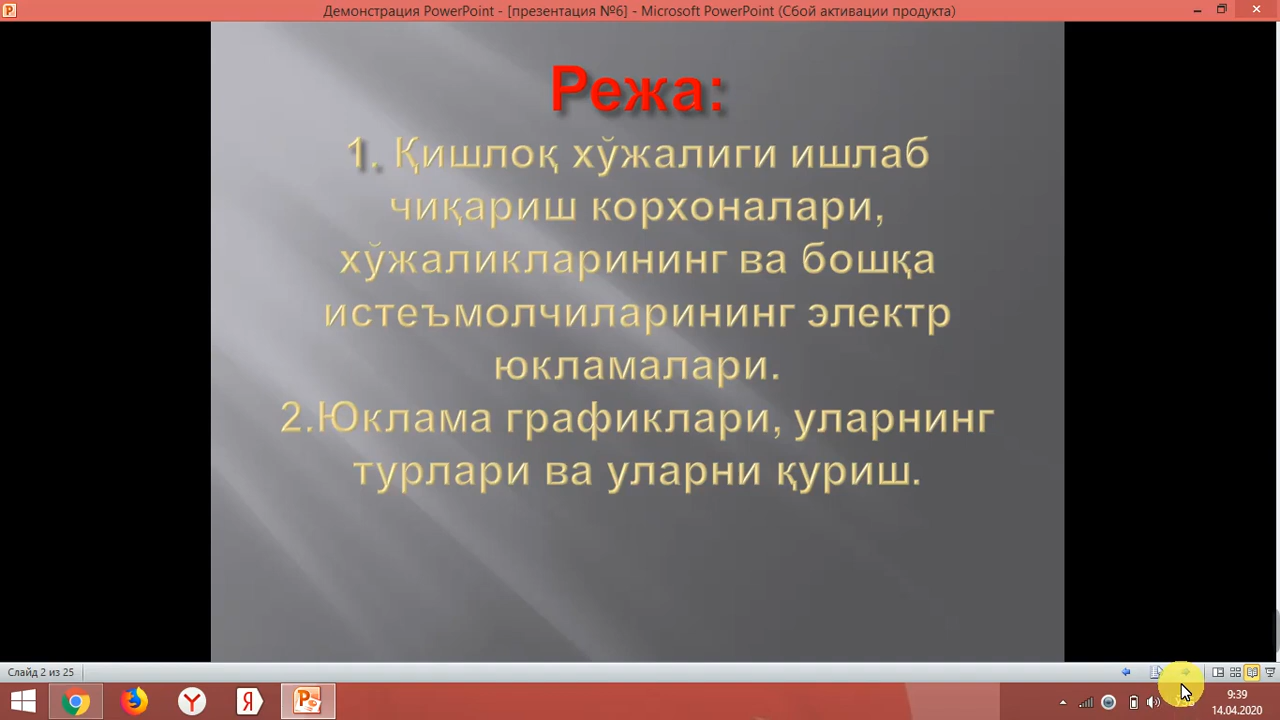 Демонстрация PowerPoint - [презентация №6] - Microsoft PowerPoint (Сбой активации продукта)
Режа:
1. Қишлоқ хўжалиги ишлаб
чиқариш корхоналари,
хўжаликларининг ва бошқа
истеъмолчиларининг электр
юкламалари.
2.Юклама графиклари, уларнинг
турлари ва уларни қуриш.
Слайд 2 из 25
9:39
14.04.2020